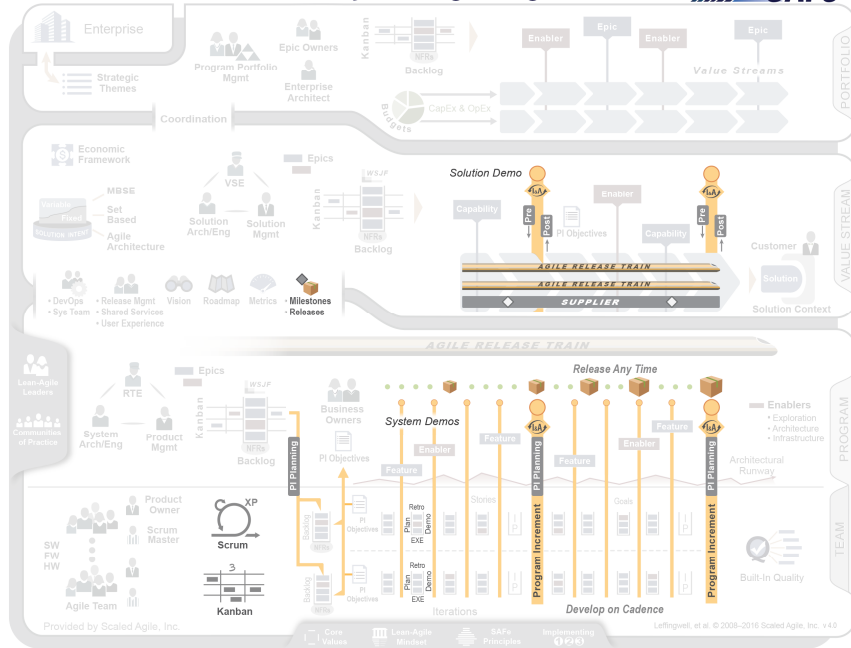 Enterprise
Strategic
Themes
Program Portfolio
Mgmt
Epic Owners
Enterprise
Architect
Kanban
NFRs
Backlog
Enabler
Epic
Enabler
Epic
Value Streams
Budgets
CapEx & OpEx
PORTFOLIO
Coordination
Economic
Framework
Variable
Fixed
SOLUTION INTENT
MBSE
Set
Based
Agile
Architecture
VSE
Solution
Arch/Eng
Solution
Mgmt
Epics
Kanban
WSJF
NFRs
Backlog
Solution Demo
I&A
I&A
Capability
Pre
Post
PI Objectives
Enabler
Capability
Pre
Post
AGILE RELEASE TRAIN
AGILE RELEASE TRAIN
SUPPLIER
Customer
Solution
Solution Context
VALUE STREAM
• DevOps
• Sys Team
• Release Mgmt
• Shared Services
• User Experience
Vision
Roadmap
Metrics
• Milestones
• Releases
AGILE RELEASE TRAIN
Release Any Time
Lean-Agile
Leaders
Communities
of Practice
RTE
System
Arch/Eng
Product
Mgmt
Epics
Kanban
WSJF
NFRs
Backlog
PI Planning
Business
Owners
PI Objectives
System Demos
Feature
Enabler
Feature
I&A
PI Planning
Feature
Feature
Enabler
Feature
I&A
PI Planning
Enablers
• Exploration
• Architecture
• Infrastructure
Architectural
Runway
PROGRAM
Product
Owner
Scrum
Master
SW
FW
HW
Agile Team
XP
Scrum
3
Kanban
Backlog
NFRs
PI
Objectives
Retro
Plan
Demo
EXE
Stories
I P
Program Increment
Goals
I P
Program Increment
Backlog
NFRs
PI
Objectives
Retro
Plan
Demo
EXE
I P
I P
Iterations
Develop on Cadence
Built-In Quality
TEAM
Provided by Scaled Agile, Inc.
Leffingwell, et al. © 2008–2016 Scaled Agile, Inc. v4.0
Core
Values
Lean-Agile
Mindset
SAFe
Principles
Implementing
1 2 3